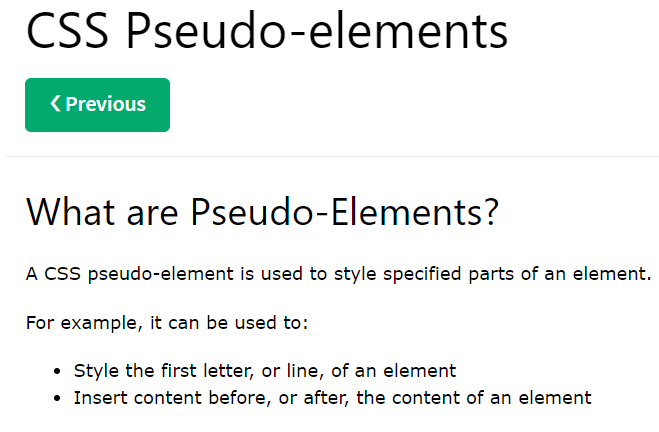 CSS Pseudo-elements
❮ Previous
What are Pseudo-Elements?
A CSS pseudo-element is used to style specified parts of an element.
For example, it can be used to:
• Style the first letter, or line, of an element
• Insert content before, or after, the content of an element